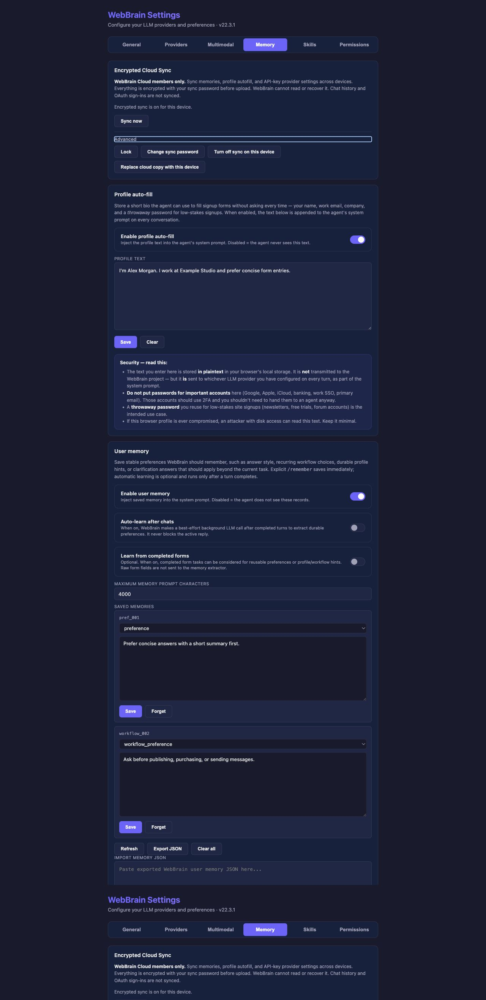 WebBrain Settings
Configure your LLM providers and preferences · v22.3.1
General Providers Multimodal Memory Skills Permissions
Encrypted Cloud Sync
WebBrain Cloud members only. Sync memories, profile autofill, and API-key provider settings across devices.
Everything is encrypted with your sync password before upload. WebBrain cannot read or recover it. Chat history and
OAuth sign-ins are not synced.
Encrypted sync is on for this device.
Sync now
Advanced
Lock Change sync password Turn off sync on this device
Replace cloud copy with this device
Profile auto-fill
Store a short bio the agent can use to fill signup forms without asking every time — your name, work email, company,
and a throwaway password for low-stakes signups. When enabled, the text below is appended to the agent's system
prompt on every conversation.
Enable profile auto-fill
Inject the profile text into the agent's system prompt. Disabled = the agent never sees this text.
PROFILE TEXT
I'm Alex Morgan. I work at Example Studio and prefer concise form entries.
Save Clear
Security — read this:
• The text you enter here is stored in plaintext in your browser's local storage. It is not transmitted to the
WebBrain project — but it is sent to whichever LLM provider you have configured on every turn, as part of the
system prompt.
• Do not put passwords for important accounts here (Google, Apple, iCloud, banking, work SSO, primary
email). Those accounts should use 2FA and you shouldn't need to hand them to an agent anyway.
• A throwaway password you reuse for low-stakes site signups (newsletters, free trials, forum accounts) is the
intended use case.
• If this browser profile is ever compromised, an attacker with disk access can read this text. Keep it minimal.
User memory
Save stable preferences WebBrain should remember, such as answer style, recurring workflow choices, durable profile
hints, or clarification answers that should apply beyond the current task. Explicit /remember saves immediately;
automatic learning is optional and runs only after a turn completes.
Enable user memory
Inject saved memory into the system prompt. Disabled = the agent does not see these records.
Auto-learn after chats
When on, WebBrain makes a best-effort background LLM call after completed turns to extract durable
preferences. It never blocks the active reply.
Learn from completed forms
Optional. When on, completed form tasks can be considered for reusable preferences or profile/workflow hints.
Raw form fields are not sent to the memory extractor.
MAXIMUM MEMORY PROMPT CHARACTERS
4000
SAVED MEMORIES
pref_001
preference
Prefer concise answers with a short summary first.
Save Forget
workflow_002
workflow_preference
Ask before publishing, purchasing, or sending messages.
Save Forget
Refresh Export JSON Clear all
IMPORT MEMORY JSON
Paste exported WebBrain user memory JSON here...
WebBrain Settings
Configure your LLM providers and preferences · v22.3.1
General Providers Multimodal Memory Skills Permissions
Encrypted Cloud Sync
WebBrain Cloud members only. Sync memories, profile autofill, and API-key provider settings across devices.
Everything is encrypted with your sync password before upload. WebBrain cannot read or recover it. Chat history and
OAuth sign-ins are not synced.
Encrypted sync is on for this device.